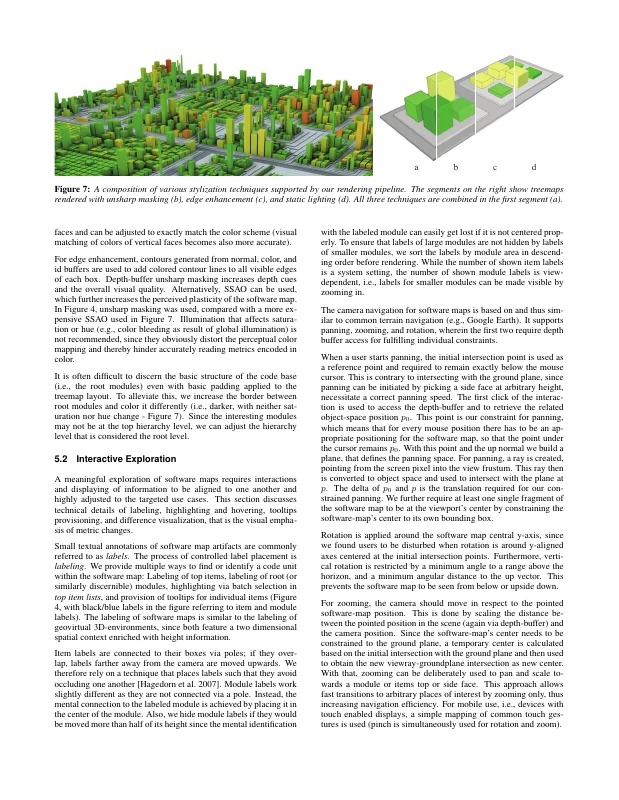 a
b
c
d
Figure 7: A composition of various stylization techniques supported by our rendering pipeline. The segments on the right show treemaps
rendered with unsharp masking (b), edge enhancement (c), and static lighting (d). All three techniques are combined in the first segment (a).
faces and can be adjusted to exactly match the color scheme (visual
matching of colors of vertical faces becomes also more accurate).
For edge enhancement, contours generated from normal, color, and
id buffers are used to add colored contour lines to all visible edges
of each box. Depth-buffer unsharp masking increases depth cues
and the overall visual quality. Alternatively, SSAO can be used,
which further increases the perceived plasticity of the software map.
In Figure 4, unsharp masking was used, compared with a more ex-
pensive SSAO used in Figure 7. Illumination that affects satura-
tion or hue (e.g., color bleeding as result of global illumination) is
not recommended, since they obviously distort the perceptual color
mapping and thereby hinder accurately reading metrics encoded in
color.
It is often difficult to discern the basic structure of the code base
(i.e., the root modules) even with basic padding applied to the
treemap layout. To alleviate this, we increase the border between
root modules and color it differently (i.e., darker, with neither sat-
uration nor hue change - Figure 7). Since the interesting modules
may not be at the top hierarchy level, we can adjust the hierarchy
level that is considered the root level.
5.2 Interactive Exploration
A meaningful exploration of software maps requires interactions
and displaying of information to be aligned to one another and
highly adjusted to the targeted use cases. This section discusses
technical details of labeling, highlighting and hovering, tooltips
provisioning, and difference visualization, that is the visual empha-
sis of metric changes.
Small textual annotations of software map artifacts are commonly
referred to as labels. The process of controlled label placement is
labeling. We provide multiple ways to find or identify a code unit
within the software map: Labeling of top items, labeling of root (or
similarly discernible) modules, highlighting via batch selection in
top item lists, and provision of tooltips for individual items (Figure
4, with black/blue labels in the figure referring to item and module
labels). The labeling of software maps is similar to the labeling of
geovirtual 3D-environments, since both feature a two dimensional
spatial context enriched with height information.
Item labels are connected to their boxes via poles; if they over-
lap, labels farther away from the camera are moved upwards. We
therefore rely on a technique that places labels such that they avoid
occluding one another [Hagedorn et al. 2007]. Module labels work
slightly different as they are not connected via a pole. Instead, the
mental connection to the labeled module is achieved by placing it in
the center of the module. Also, we hide module labels if they would
be moved more than half of its height since the mental identification
with the labeled module can easily get lost if it is not centered prop-
erly. To ensure that labels of large modules are not hidden by labels
of smaller modules, we sort the labels by module area in descend-
ing order before rendering. While the number of shown item labels
is a system setting, the number of shown module labels is view-
dependent, i.e., labels for smaller modules can be made visible by
zooming in.
The camera navigation for software maps is based on and thus sim-
ilar to common terrain navigation (e.g., Google Earth). It supports
panning, zooming, and rotation, wherein the first two require depth
buffer access for fulfilling individual constraints.
When a user starts panning, the initial intersection point is used as
a reference point and required to remain exactly below the mouse
cursor. This is contrary to intersecting with the ground plane, since
panning can be initiated by picking a side face at arbitrary height,
necessitate a correct panning speed. The first click of the interac-
tion is used to access the depth-buffer and to retrieve the related
object-space position p₀. This point is our constraint for panning,
which means that for every mouse position there has to be an ap-
propriate positioning for the software map, so that the point under
the cursor remains p₀. With this point and the up normal we build a
plane, that defines the panning space. For panning, a ray is created,
pointing from the screen pixel into the view frustum. This ray then
is converted to object space and used to intersect with the plane at
p. The delta of p₀ and p is the translation required for our con-
strained panning. We further require at least one single fragment of
the software map to be at the viewport's center by constraining the
software-map's center to its own bounding box.
Rotation is applied around the software map central y-axis, since
we found users to be disturbed when rotation is around y-aligned
axes centered at the initial intersection points. Furthermore, verti-
cal rotation is restricted by a minimum angle to a range above the
horizon, and a minimum angular distance to the up vector. This
prevents the software map to be seen from below or upside down.
For zooming, the camera should move in respect to the pointed
software-map position. This is done by scaling the distance be-
tween the pointed position in the scene (again via depth-buffer) and
the camera position. Since the software-map's center needs to be
constrained to the ground plane, a temporary center is calculated
based on the initial intersection with the ground plane and then used
to obtain the new viewray-groundplane intersection as new center.
With that, zooming can be deliberately used to pan and scale to-
wards a module or items top or side face. This approach allows
fast transitions to arbitrary places of interest by zooming only, thus
increasing navigation efficiency. For mobile use, i.e., devices with
touch enabled displays, a simple mapping of common touch ges-
tures is used (pinch is simultaneously used for rotation and zoom).